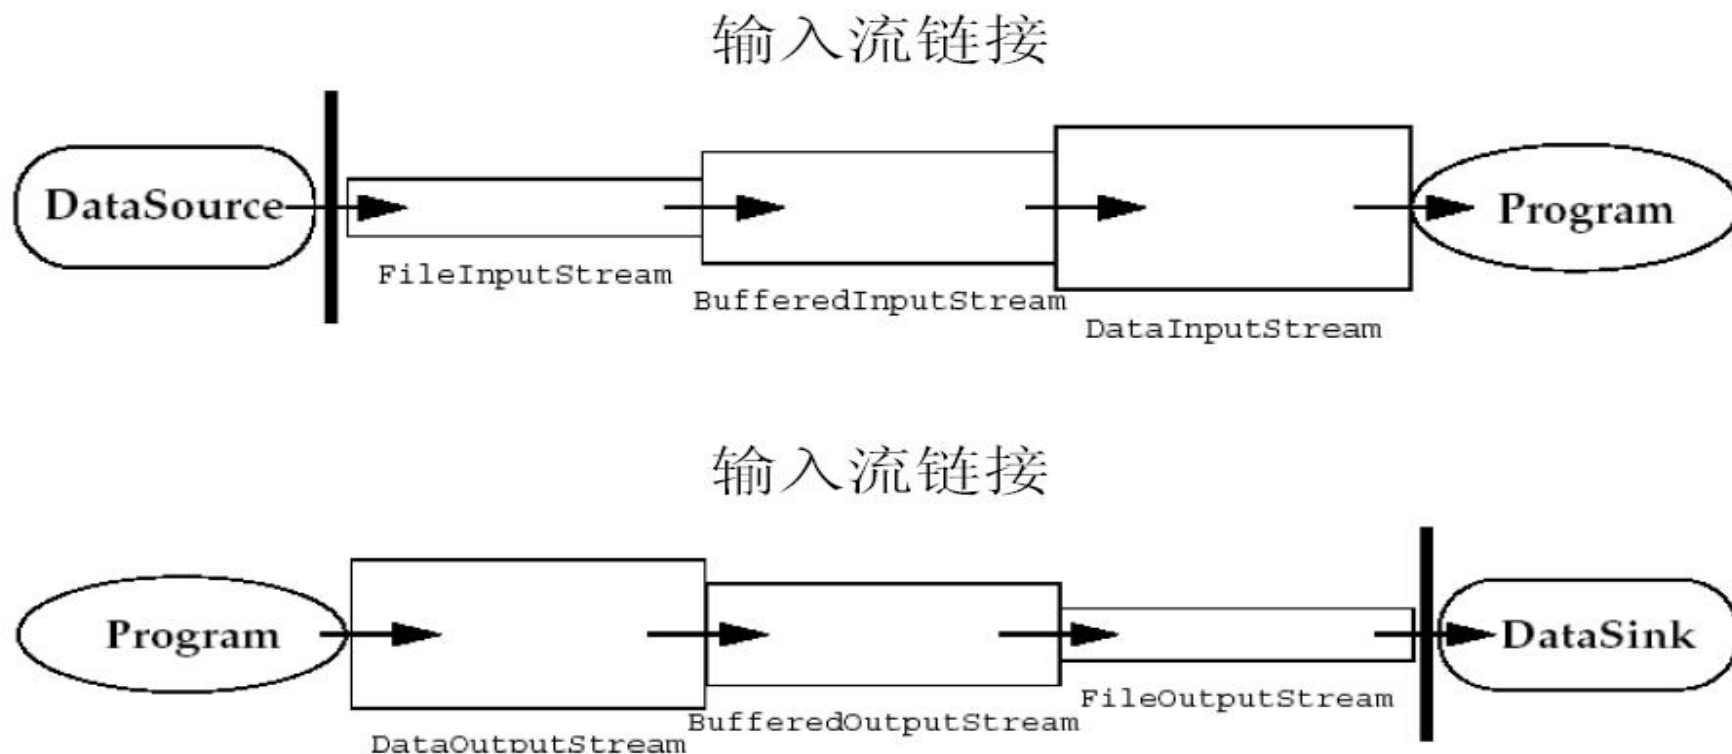 输入流链接
DataSource
Program
FileInputStream
BufferedInputStream
DataInputStream
输入流链接
Program
DataSink
FileOutputStream
BufferedOutputStream
DataOutputStream